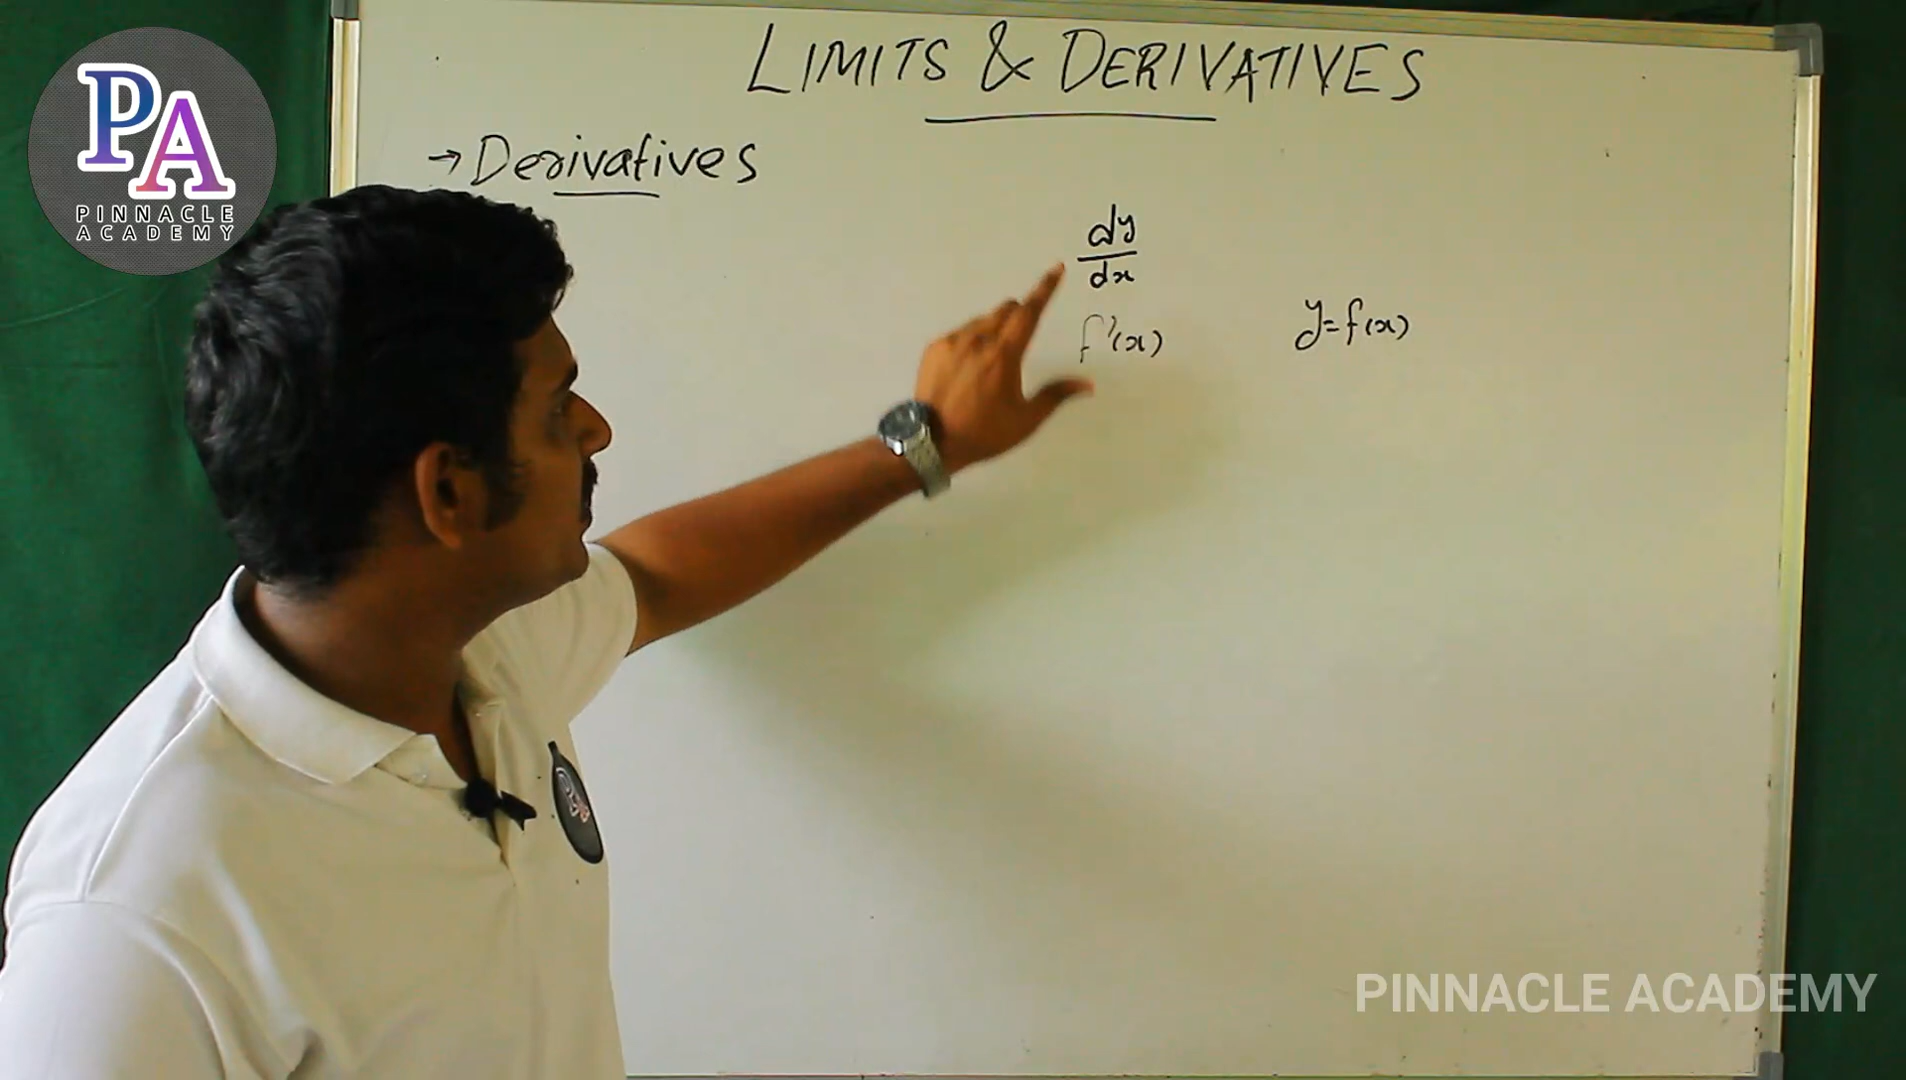 LIMITS & DERIVATIVES
→ Derivatives
dy
dx
f'(x)
y=f(x)
PA
PINNACLE
ACADEMY
PINNACLE ACADEMY